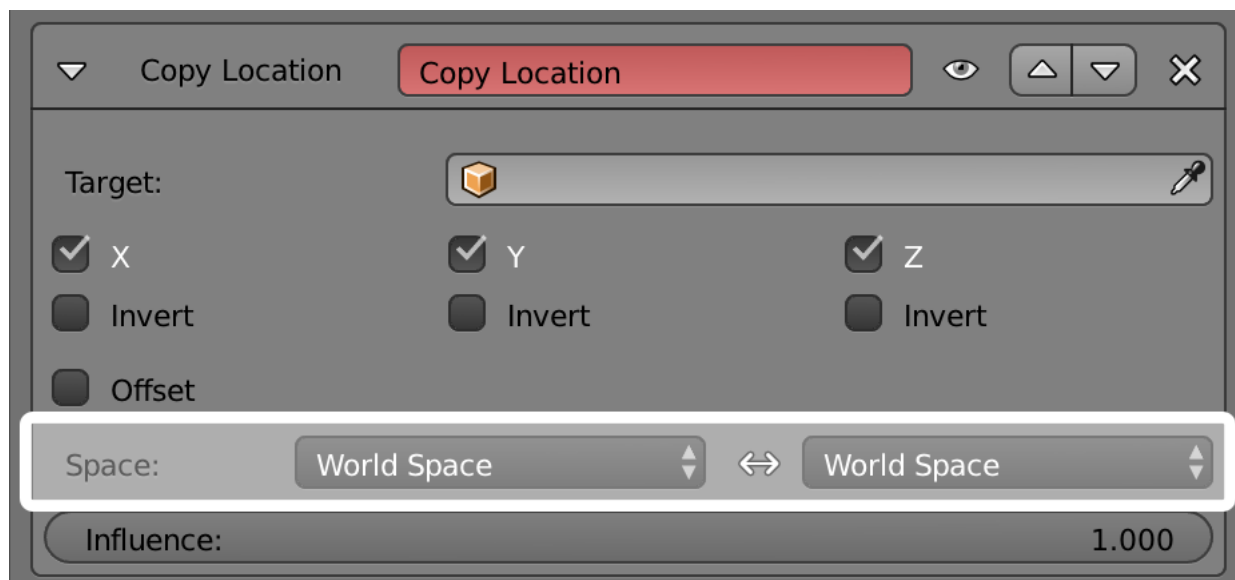 Copy Location Copy Location
Target:
X Y Z
Invert Invert Invert
Offset
Space: World Space World Space
Influence: 1.000